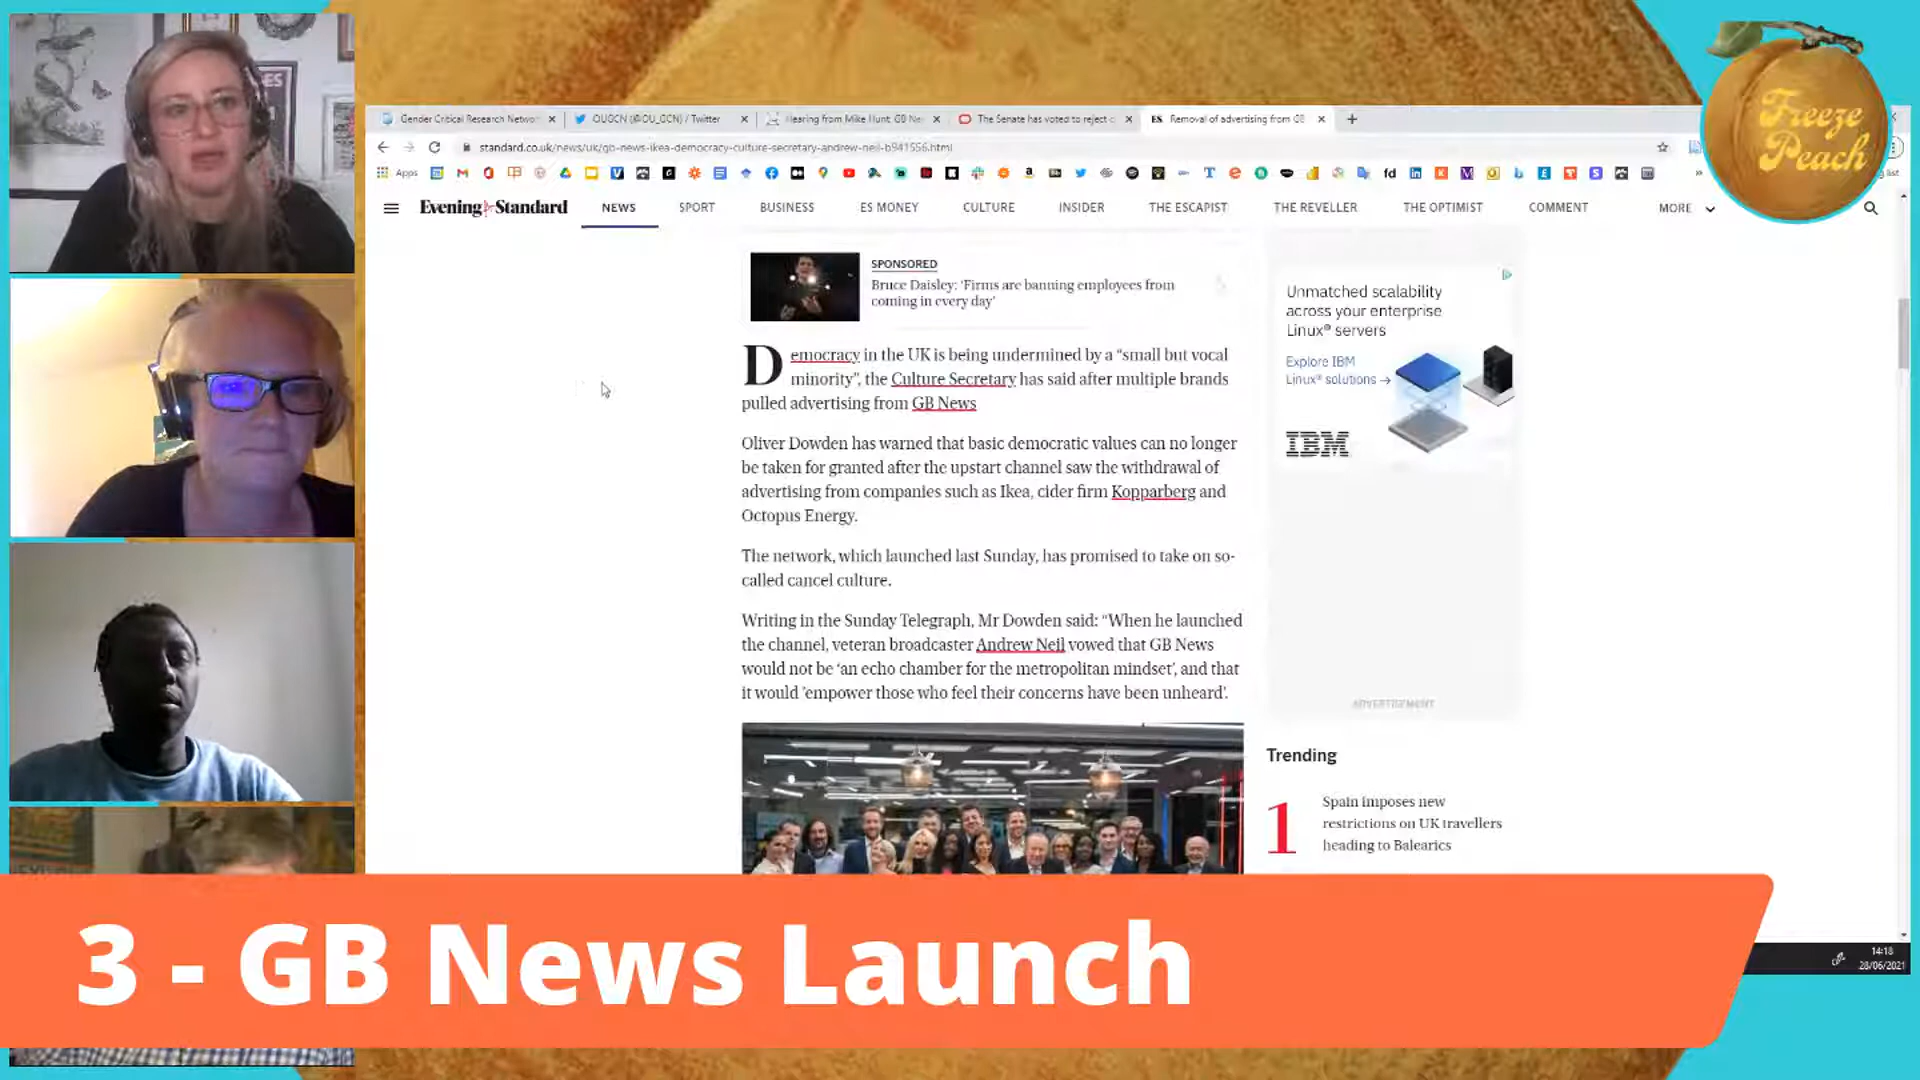 Freeze
Peach
Gender Critical Research Networ
OUGCN (@OU_GCN) / Twitter
Hearing from Mike Hunt: GB Ne
The Senate has voted to reject c
ES Removal of advertising from GB
standard.co.uk/news/uk/gb-news-ikea-democracy-culture-secretary-andrew-neil-b941556.html
Apps
Evening Standard
NEWS
SPORT
BUSINESS
ES MONEY
CULTURE
INSIDER
THE ESCAPIST
THE REVELLER
THE OPTIMIST
COMMENT
MORE
SPONSORED
Bruce Daisley: ‘Firms are banning employees from
coming in every day’
Democracy in the UK is being undermined by a “small but vocal
minority”, the Culture Secretary has said after multiple brands
pulled advertising from GB News
Oliver Dowden has warned that basic democratic values can no longer
be taken for granted after the upstart channel saw the withdrawal of
advertising from companies such as Ikea, cider firm Kopparberg and
Octopus Energy.
The network, which launched last Sunday, has promised to take on so-
called cancel culture.
Writing in the Sunday Telegraph, Mr Dowden said: “When he launched
the channel, veteran broadcaster Andrew Neil vowed that GB News
would not be ‘an echo chamber for the metropolitan mindset’, and that
it would ’empower those who feel their concerns have been unheard’.
Unmatched scalability
across your enterprise
Linux® servers
Explore IBM
Linux® solutions →
IBM
ADVERTISEMENT
Trending
1
Spain imposes new
restrictions on UK travellers
heading to Balearics
14:18
28/06/2021
3 - GB News Launch